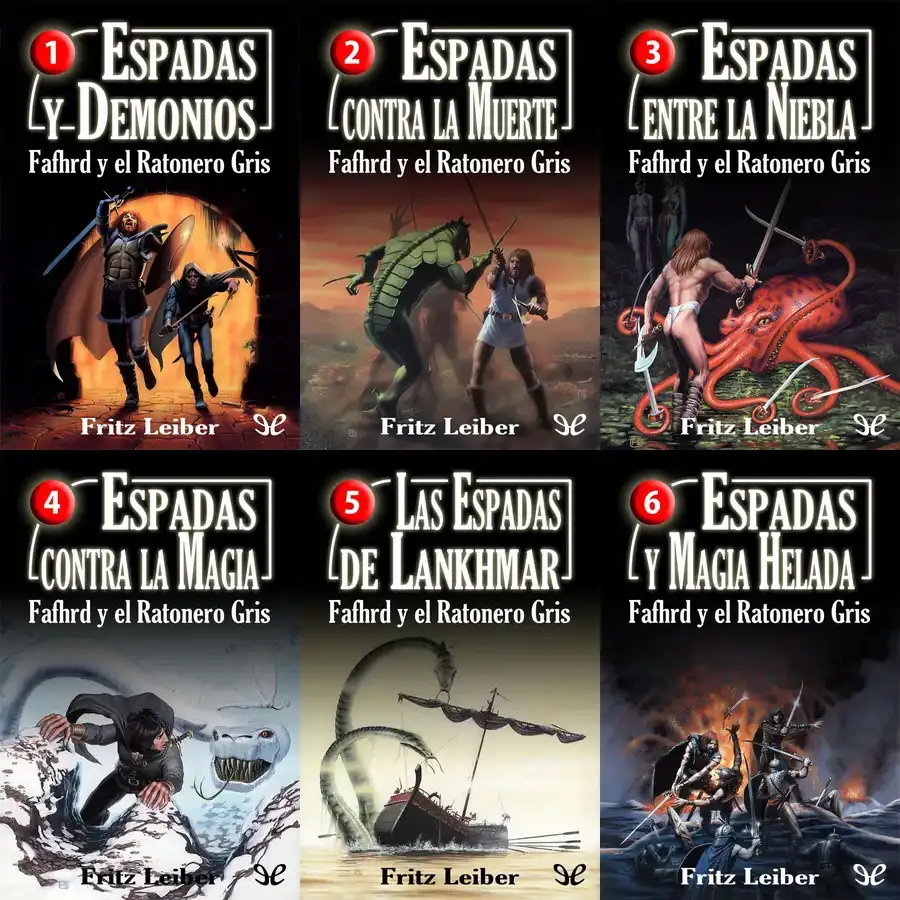 1
ESPADAS
Y DEMONIOS
Fafhrd y el Ratonero Gris
Fritz Leiber
2
ESPADAS
CONTRA LA MUERTE
Fafhrd y el Ratonero Gris
Fritz Leiber
3
ESPADAS
ENTRE LA NIEBLA
Fafhrd y el Ratonero Gris
Fritz Leiber
4
ESPADAS
CONTRA LA MAGIA
Fafhrd y el Ratonero Gris
Fritz Leiber
5
LAS ESPADAS
DE LANKHMAR
Fafhrd y el Ratonero Gris
Fritz Leiber
6
ESPADAS
Y MAGIA HELADA
Fafhrd y el Ratonero Gris
Fritz Leiber